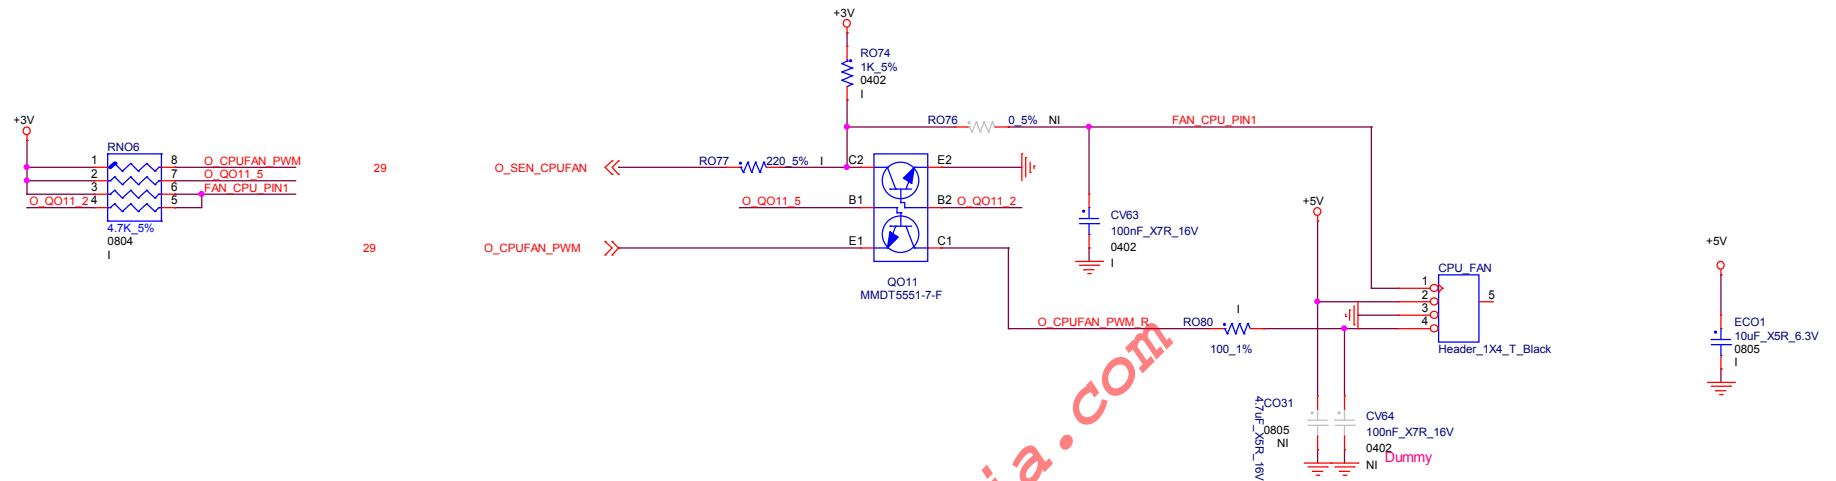 +3V
RO74
1K_5%
0402
I
+3V
RNO6
1 8 O_CPUFAN_PWM
2 7 O_QO11_5
3 6 FAN_CPU_PIN1
O_QO11_2 4 5
4.7K_5%
0804
I
29 O_SEN_CPUFAN
RO77 220_5% I
29 O_CPUFAN_PWM
RO76 0_5% NI
FAN_CPU_PIN1
C2 E2
O_QO11_5 B1 B2 O_QO11_2
E1 C1
QO11
MMDT5551-7-F
CV63
100nF_X7R_16V
0402
I
+5V
O_CPUFAN_PWM_R
RO80
I
100_1%
CPU_FAN
1
2
3
4
5
Header_1X4_T_Black
CO31
4.7uF_X5R_16V
0805
NI
CV64
100nF_X7R_16V
0402
NI
Dummy
+5V
ECO1
10uF_X5R_6.3V
0805
I
ia.com